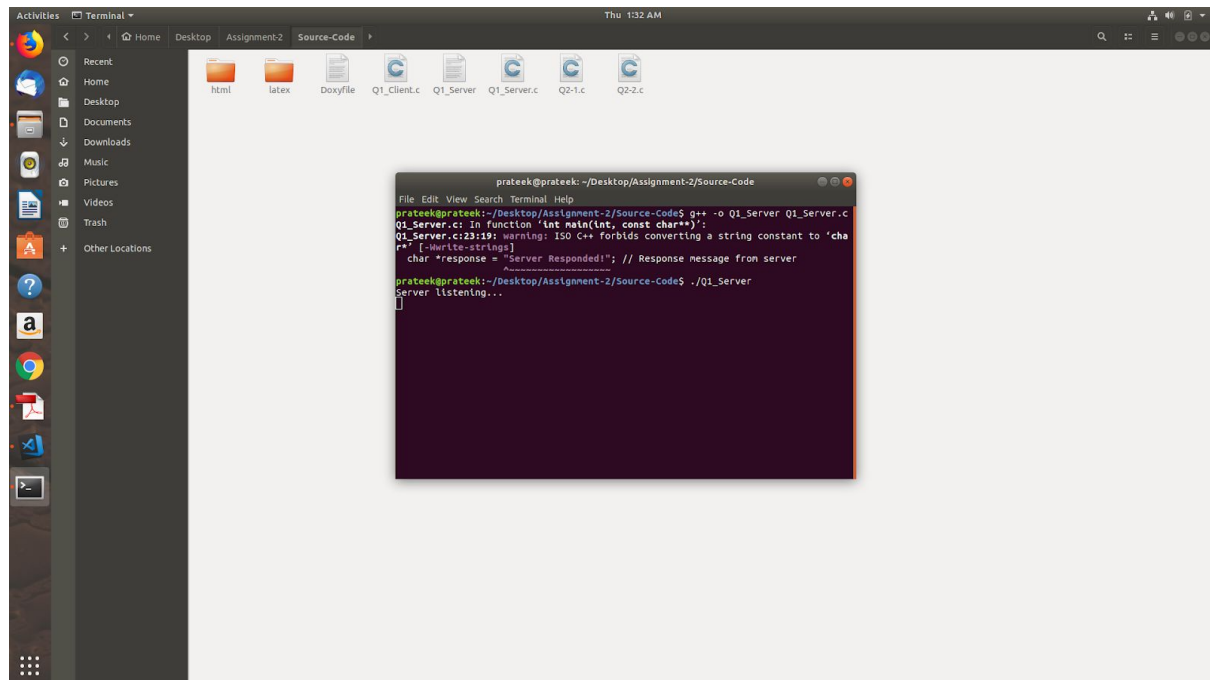 Activities
Terminal
Thu 1:32 AM
Home
Desktop
Assignment-2
Source-Code
Recent
Home
Desktop
Documents
Downloads
Music
Pictures
Videos
Trash
Other Locations
html
latex
Doxyfile
Q1_Client.c
Q1_Server
Q1_Server.c
Q2-1.c
Q2-2.c
prateek@prateek: ~/Desktop/Assignment-2/Source-Code
File Edit View Search Terminal Help
prateek@prateek:~/Desktop/Assignment-2/Source-Code$ g++ -o Q1_Server Q1_Server.c
Q1_Server.c: In function ‘int main(int, const char**)’:
Q1_Server.c:23:19: warning: ISO C++ forbids converting a string constant to ‘cha
r*’ [-Wwrite-strings]
char *response = "Server Responded!"; // Response message from server
^~~~~~~~~~~~~~~~~~~
prateek@prateek:~/Desktop/Assignment-2/Source-Code$ ./Q1_Server
Server listening...